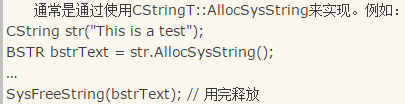 通常是通过使用CStringT::AllocSysString来实现。例如:
CString str("This is a test");
BSTR bstrText = str.AllocSysString();
...
SysFreeString(bstrText); // 用完释放